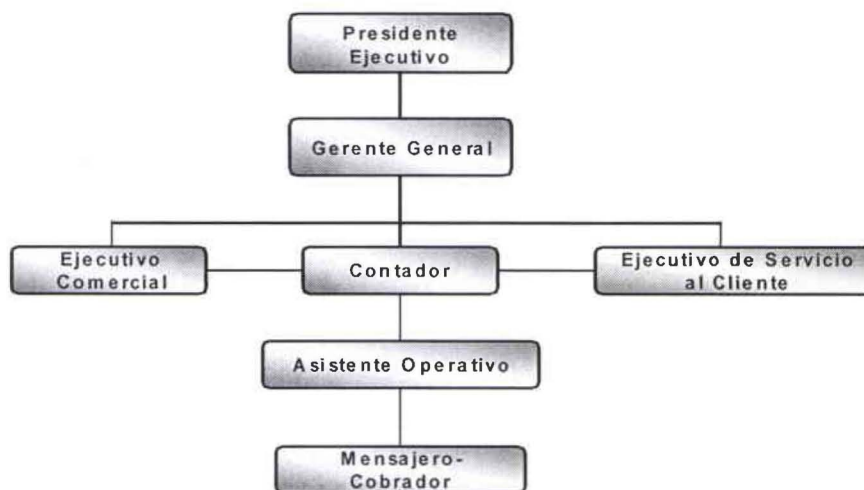 Presidente
Ejecutivo
Gerente General
Ejecutivo
Comercial
Contador
Ejecutivo de Servicio
al Cliente
Asistente Operativo
Mensajero-
Cobrador